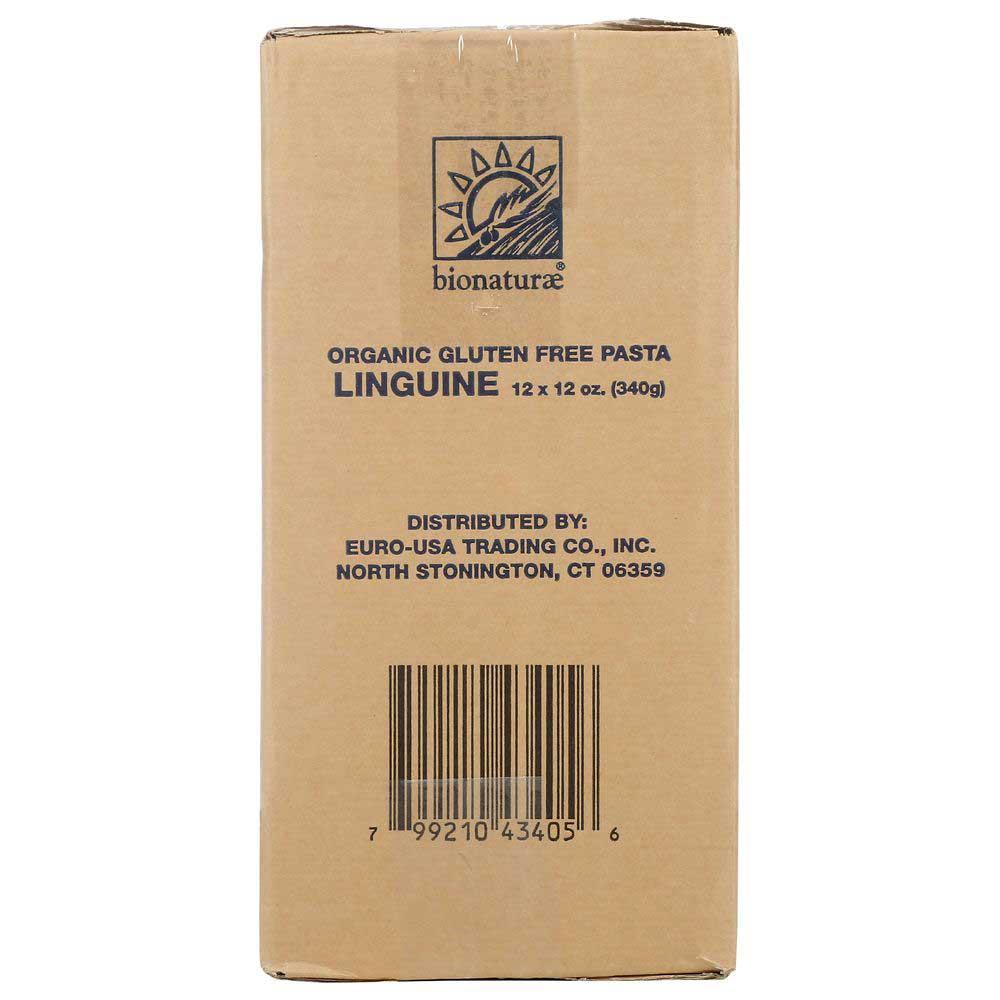 bionaturæ®
ORGANIC GLUTEN FREE PASTA
LINGUINE 12 x 12 oz. (340g)
DISTRIBUTED BY:
EURO-USA TRADING CO., INC.
NORTH STONINGTON, CT 06359
7 99210 43405 6